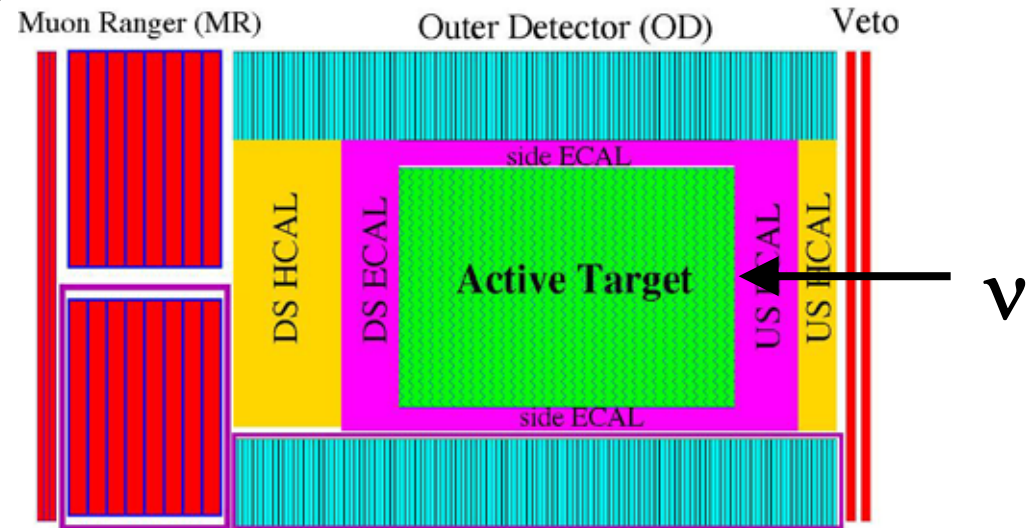 Muon Ranger (MR)
Outer Detector (OD)
Veto
side ECAL
DS HCAL
DS ECAL
Active Target
US ECAL
US HCAL
ν
side ECAL